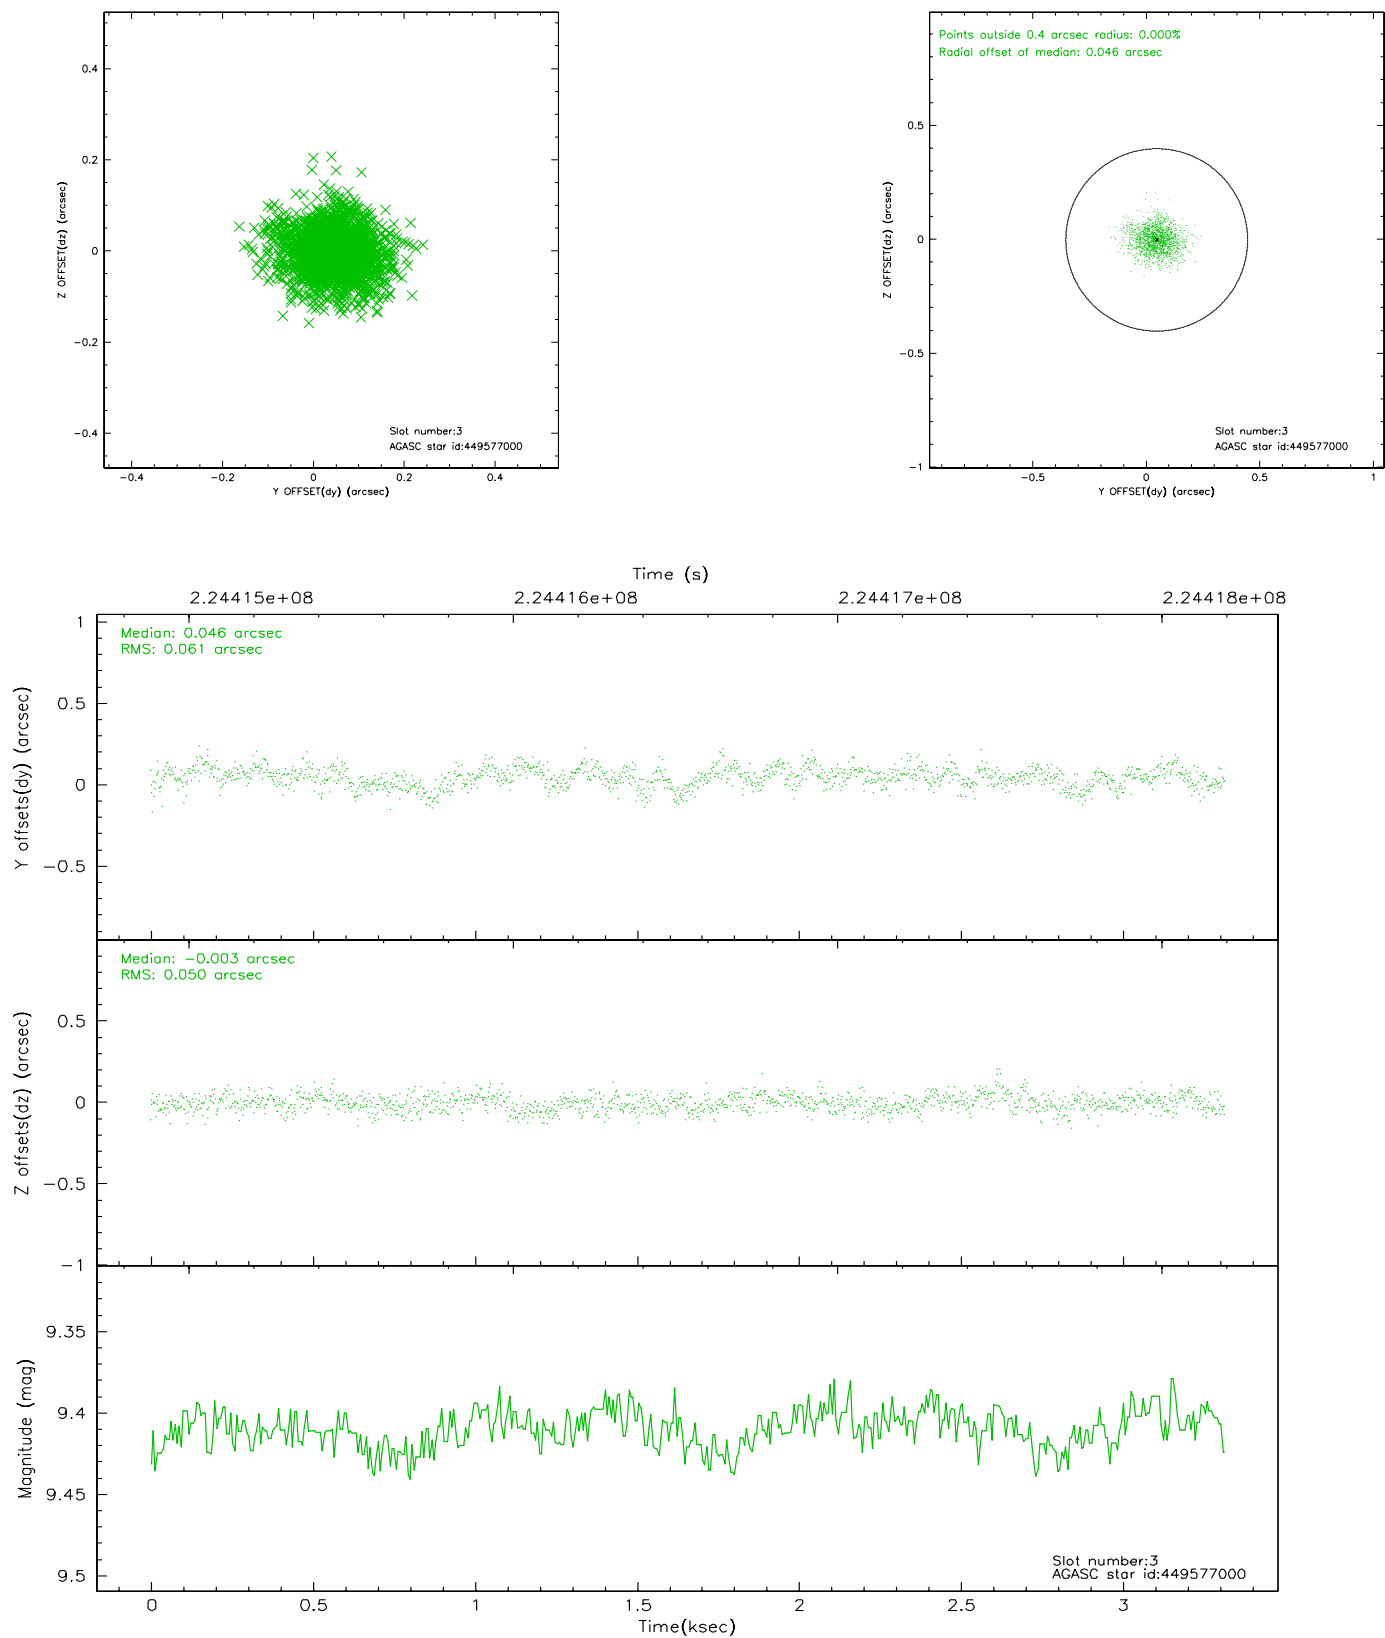 0.4
0.2
0
−0.2
−0.4
Z OFFSET(dz) (arcsec)
Slot number:3
AGASC star id:449577000
−0.4 −0.2 0 0.2 0.4
Y OFFSET(dy) (arcsec)
Points outside 0.4 arcsec radius: 0.000%
Radial offset of median: 0.046 arcsec
0.5
0
−0.5
−1
Z OFFSET(dz) (arcsec)
Slot number:3
AGASC star id:449577000
−0.5 0 0.5 1
Y OFFSET(dy) (arcsec)
Time (s)
2.24415e+08 2.24416e+08 2.24417e+08 2.24418e+08
Median: 0.046 arcsec
RMS: 0.061 arcsec
1
0.5
0
−0.5
Y offsets(dy) (arcsec)
Median: −0.003 arcsec
RMS: 0.050 arcsec
0.5
0
−0.5
−1
Z offsets(dz) (arcsec)
9.35
9.4
9.45
9.5
Magnitude (mag)
Slot number:3
AGASC star id:449577000
0 0.5 1 1.5 2 2.5 3
Time(ksec)